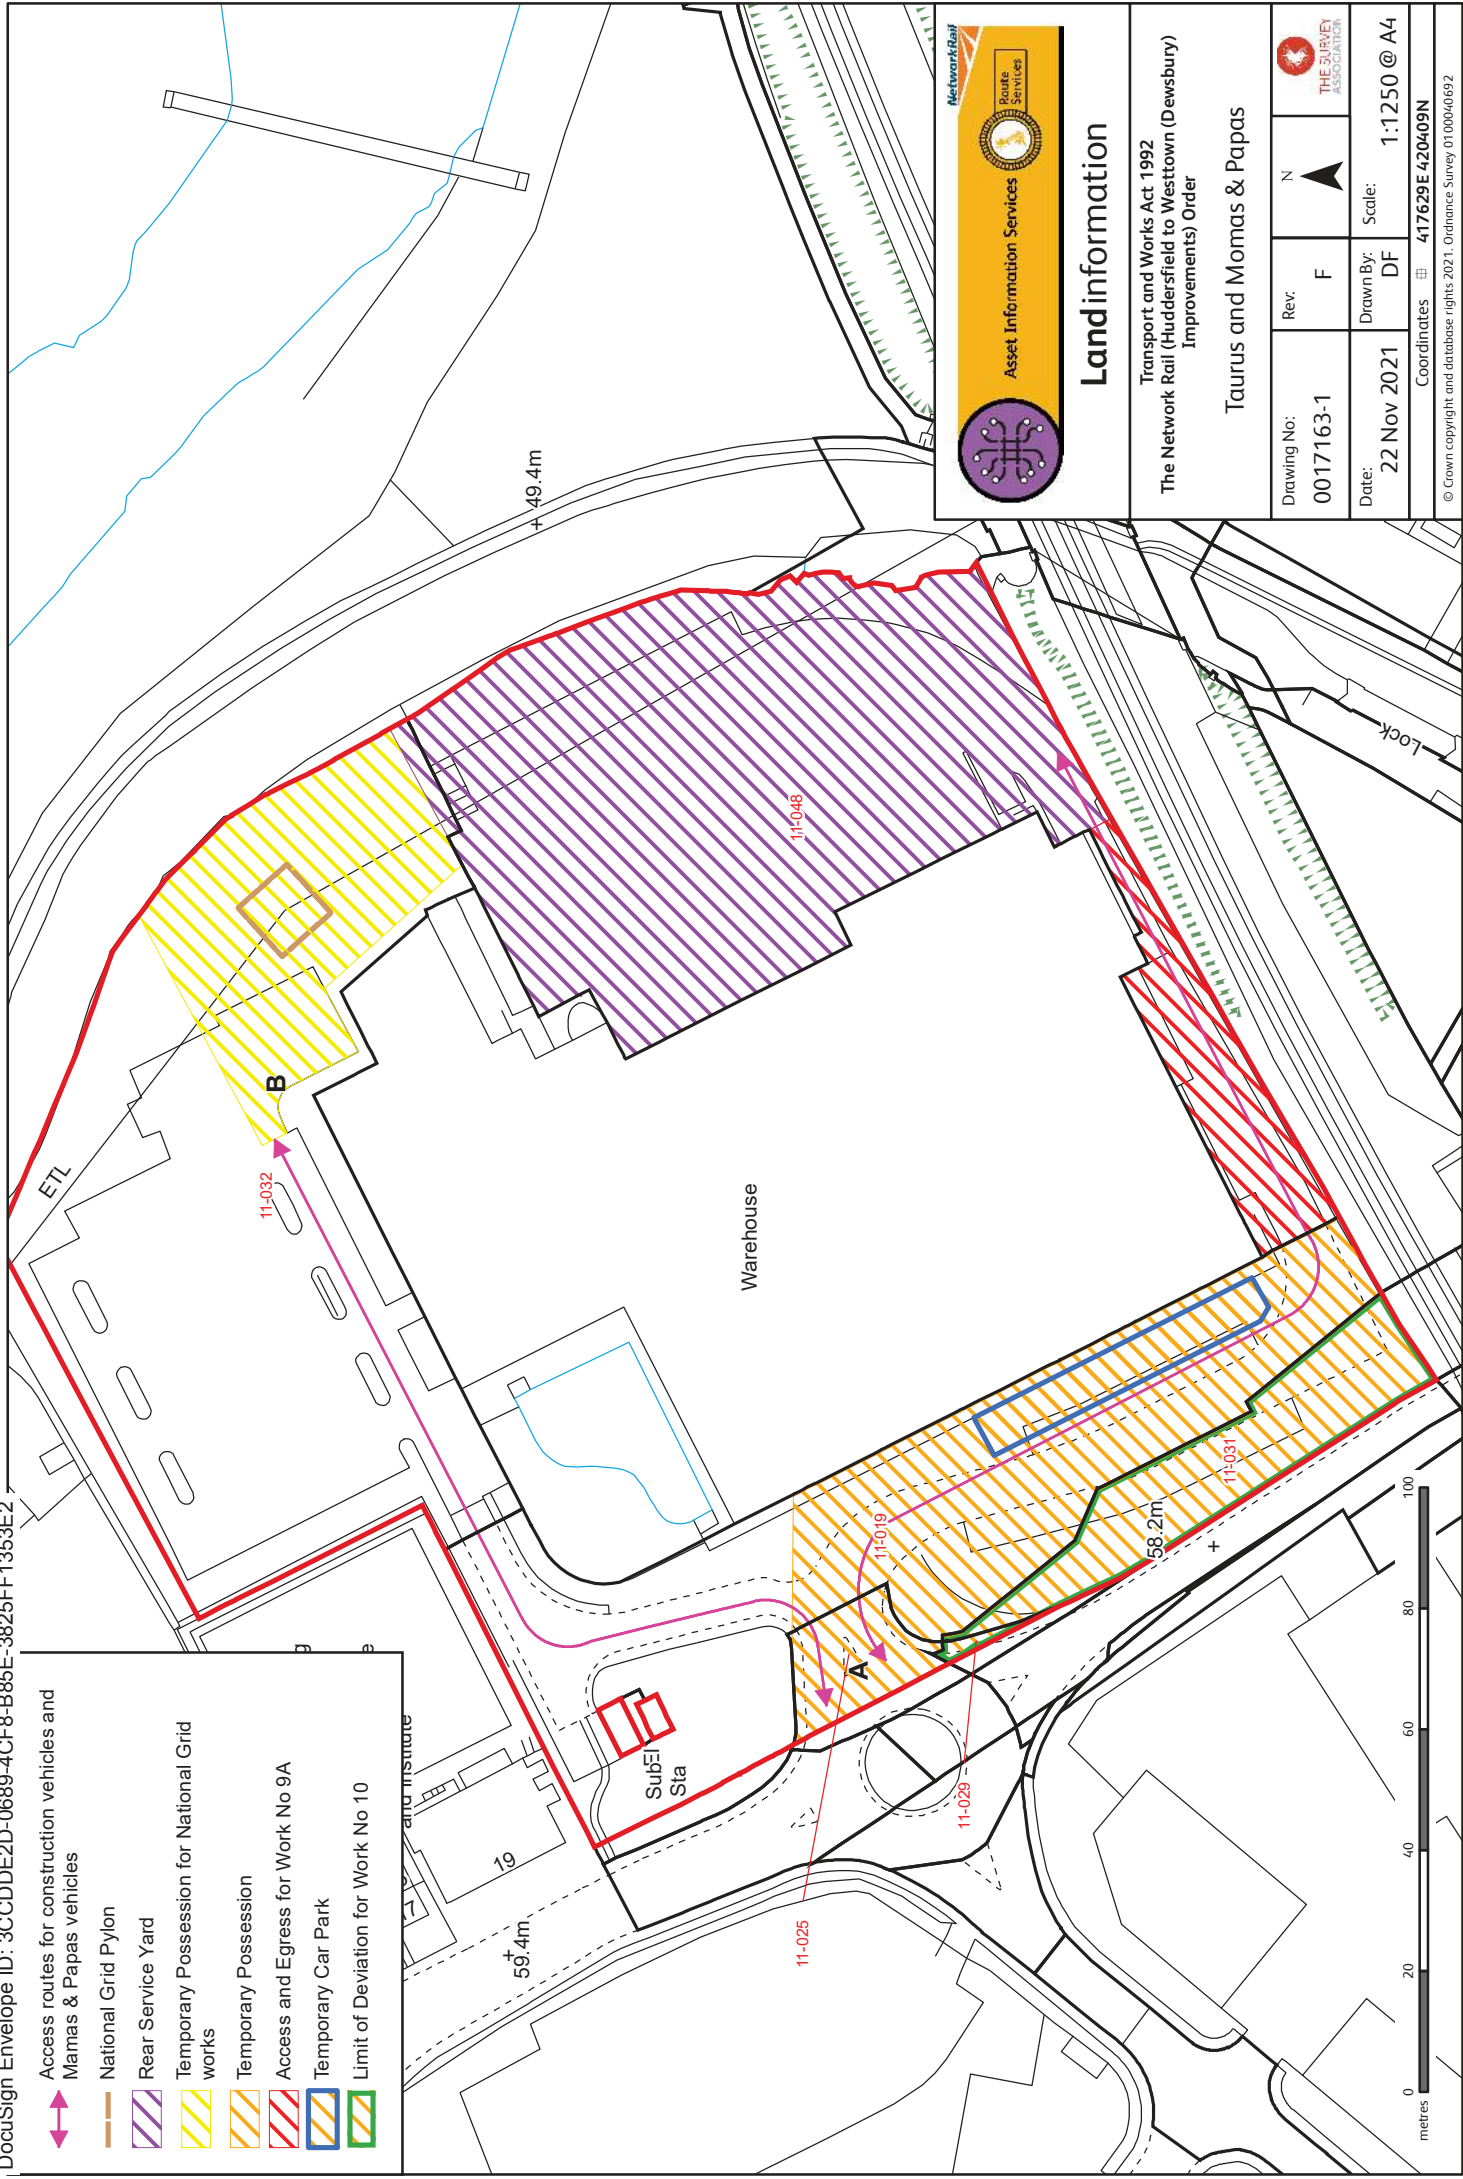 DocuSign Envelope ID: 3CCDDE2D-0689-4CF8-B85E-3825FF1353E2
Access routes for construction vehicles and
Mamas & Papas vehicles
National Grid Pylon
Rear Service Yard
Temporary Possession for National Grid
works
Temporary Possession
Access and Egress for Work No 9A
Temporary Car Park
Limit of Deviation for Work No 10
ETL
11-032
B
+ 49.4m
11-048
Warehouse
El
Sub
Sta
19
17
g
e
and Institute
+
59.4m
11-019
A
11-025
11-029
11-031
58.2m
+
Lock
metres
0
20
40
60
80
100
NetworkRail
Asset Information Services
Route
Services
Landinformation
Transport and Works Act 1992
The Network Rail (Huddersfield to Westtown (Dewsbury)
Improvements) Order
Taurus and Momas & Papas
Drawing No:
0017163-1
Rev:
F
N
THE SURVEY
ASSOCIATION
Date:
22 Nov 2021
Drawn By:
DF
Scale:
1:1250 @ A4
Coordinates 417629E 420409N
© Crown copyright and database rights 2021. Ordnance Survey 0100040692